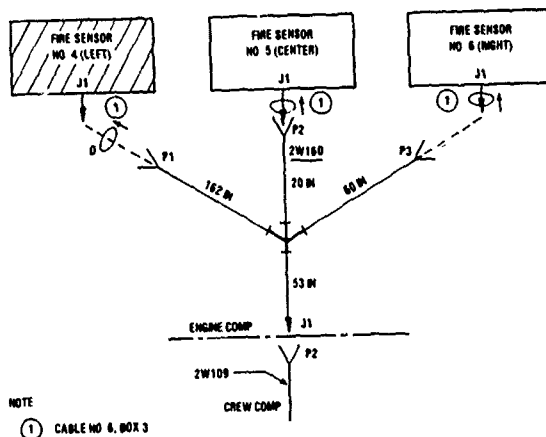 FIRE SENSOR
NO 4 (LEFT)
J1
FIRE SENSOR
NO 5 (CENTER)
J1
FIRE SENSOR
NO 6 (RIGHT)
J1
1
1
1
P2
D
P1
2W160
P3
162 IN
20 IN
60 IN
53 IN
J1
ENGINE COMP
P2
2W109
CREW COMP
NOTE
1 CABLE NO 6, BOX 3